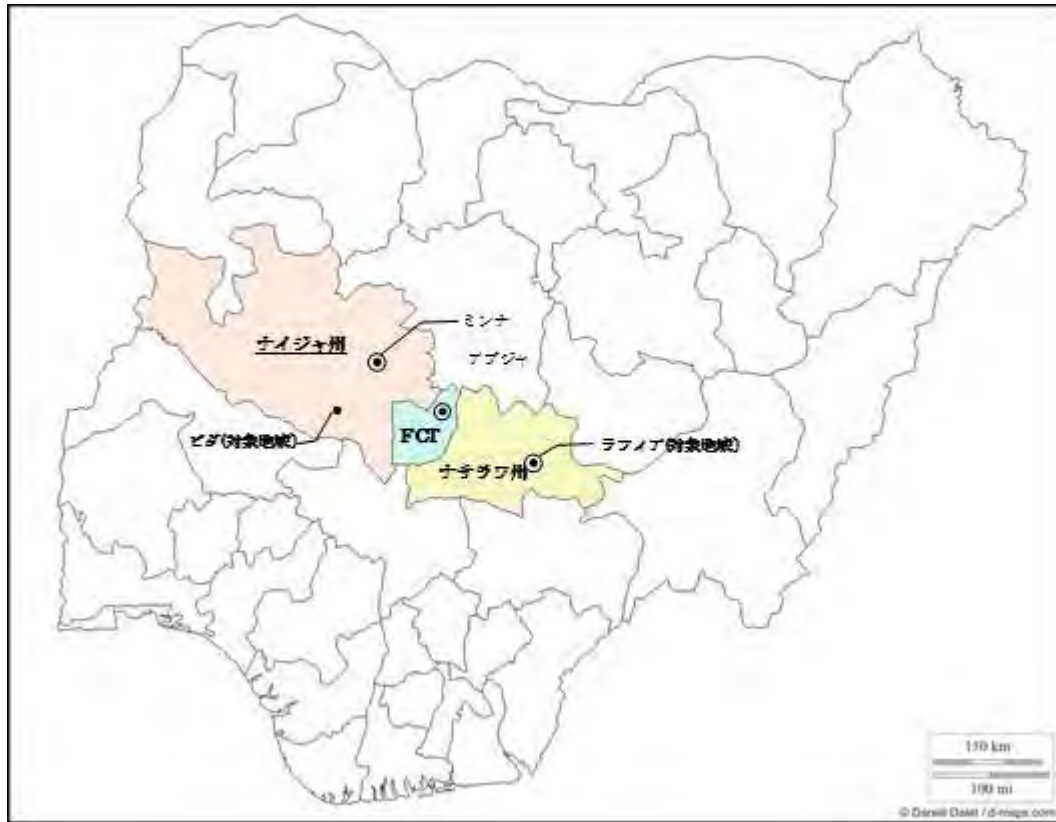 ミンナ
ナイジャ州
アブジャ
ビダ(対象地域)
FCT
ラフィア(対象地域)
ナサラワ州
150 km
100 mi
© Daniel Dalet / d-maps.com